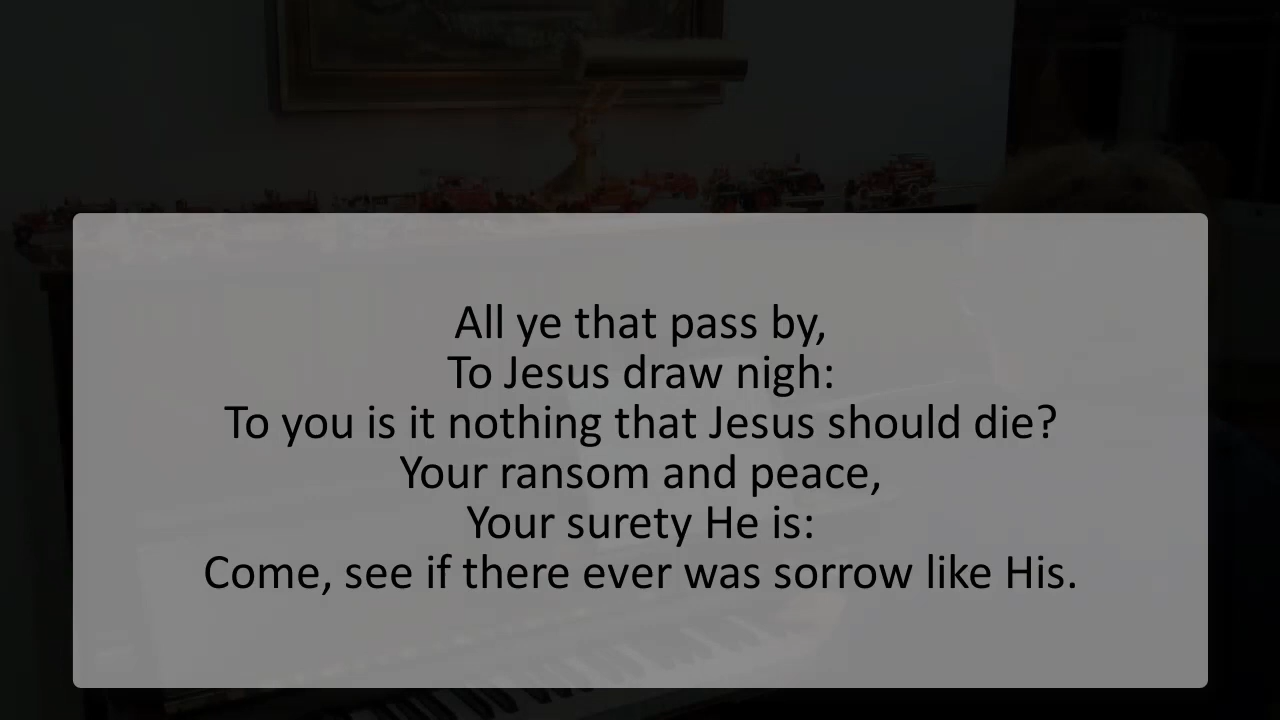 All ye that pass by,
To Jesus draw nigh:
To you is it nothing that Jesus should die?
Your ransom and peace,
Your surety He is:
Come, see if there ever was sorrow like His.